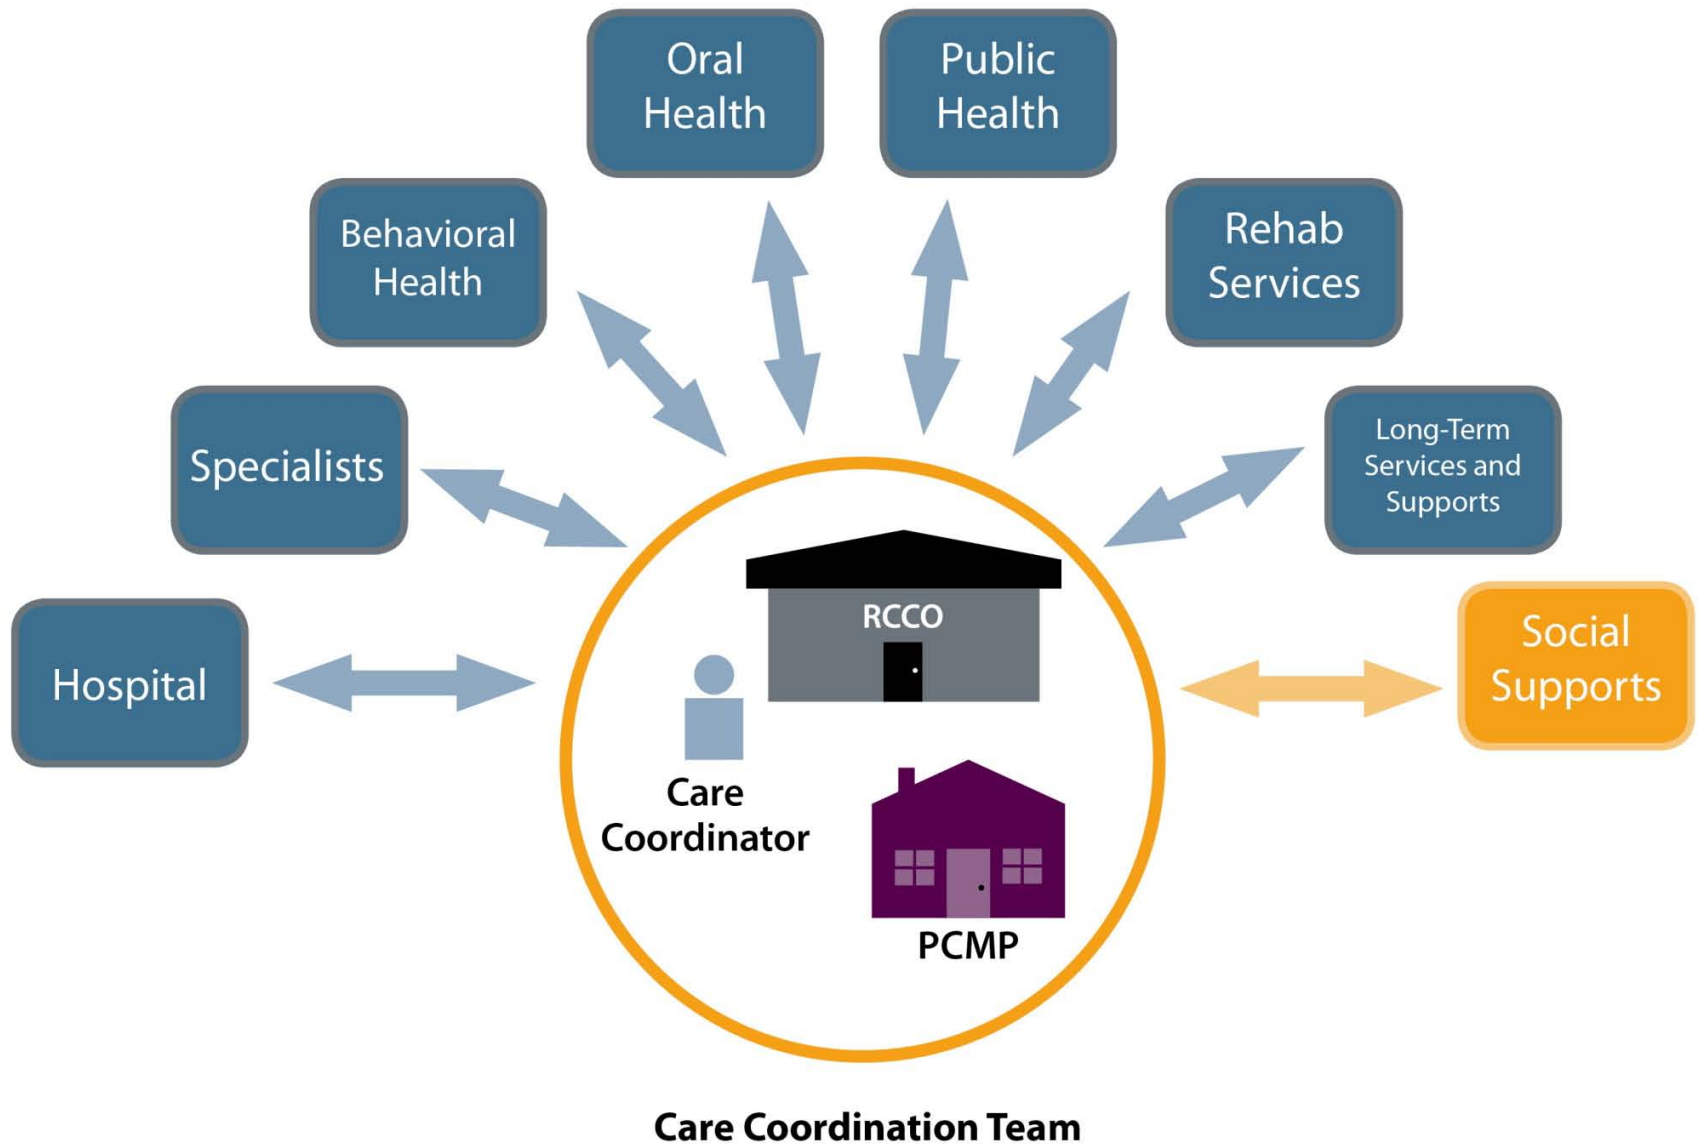 Oral
Health
Public
Health
Behavioral
Health
Rehab
Services
Specialists
Long-Term
Services and
Supports
Hospital
Social
Supports
RCCO
Care
Coordinator
PCMP
Care Coordination Team